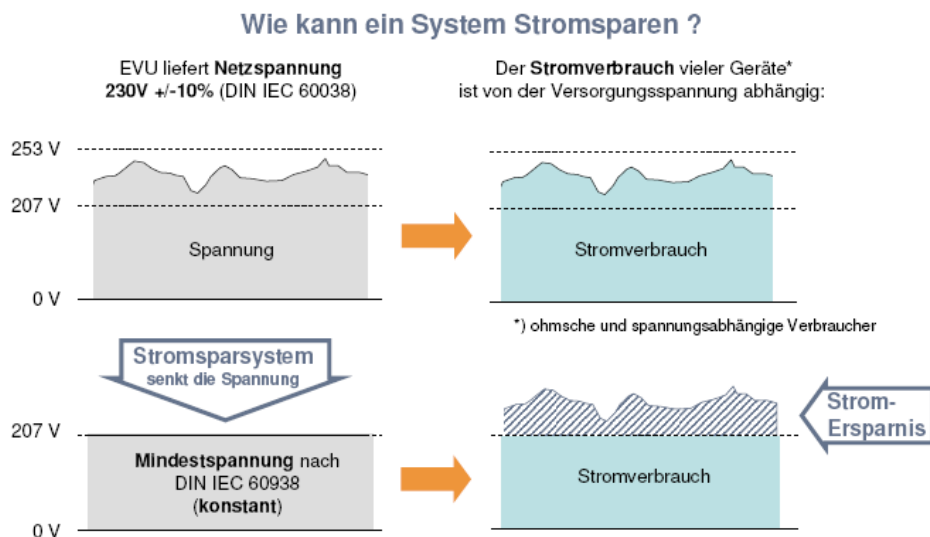 Wie kann ein System Stromsparen ?
EVU liefert Netzspannung
230V +/-10% (DIN IEC 60038)
Der Stromverbrauch vieler Geräte*
ist von der Versorgungsspannung abhängig:
253 V
207 V
Spannung
0 V
Stromverbrauch
*) ohmsche und spannungsabhängige Verbraucher
Stromsparsystem
senkt die Spannung
207 V
Mindestspannung nach
DIN IEC 60938
(konstant)
0 V
Stromverbrauch
Strom-
Ersparnis